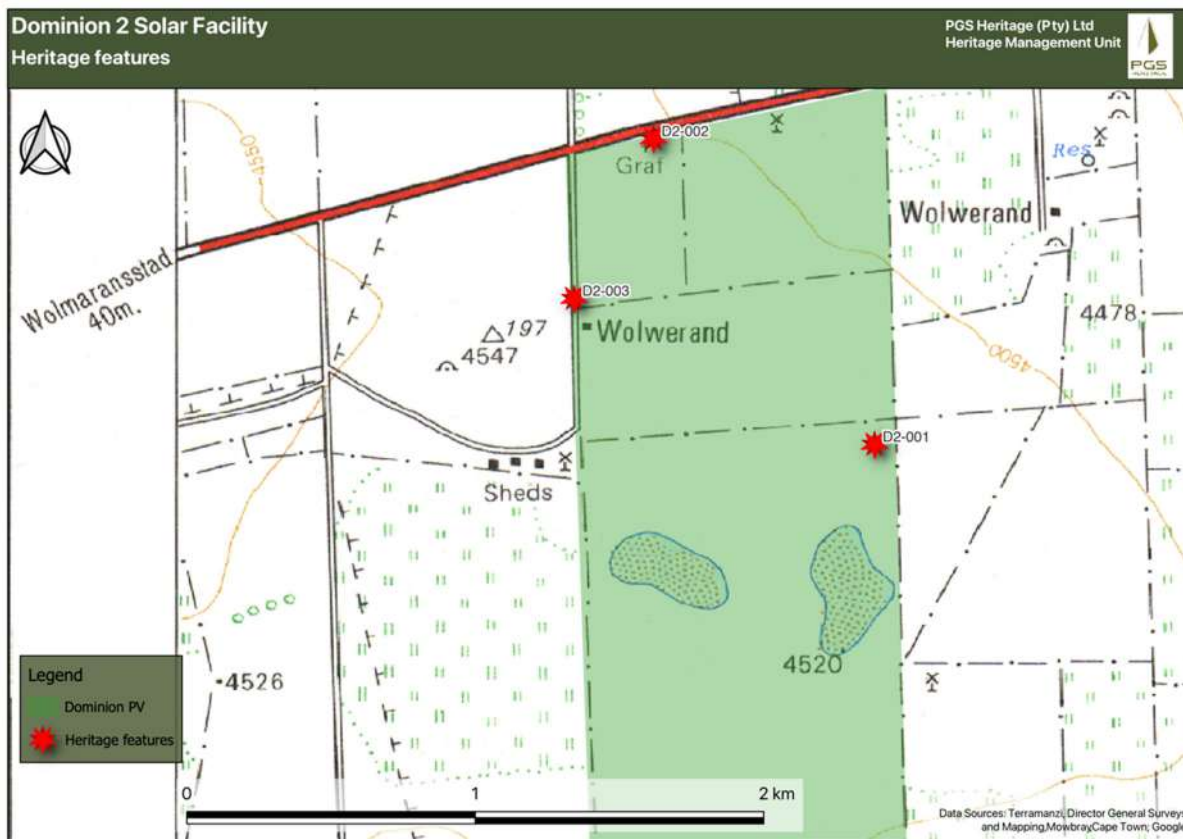 Dominion 2 Solar Facility
Heritage features
PGS Heritage (Pty) Ltd
Heritage Management Unit
PGS
HERITAGE
4550
D2-002
Graf
Res
Wolwerand
Wolmaransstad
40m.
D2-003
197
4547
Wolwerand
4478
4500
D2-001
Sheds
4526
4520
Legend
Dominion PV
Heritage features
0
1
2 km
Data Sources: Terramanzi, Director General Surveys
and Mapping,Mowbray,Cape Town, Google